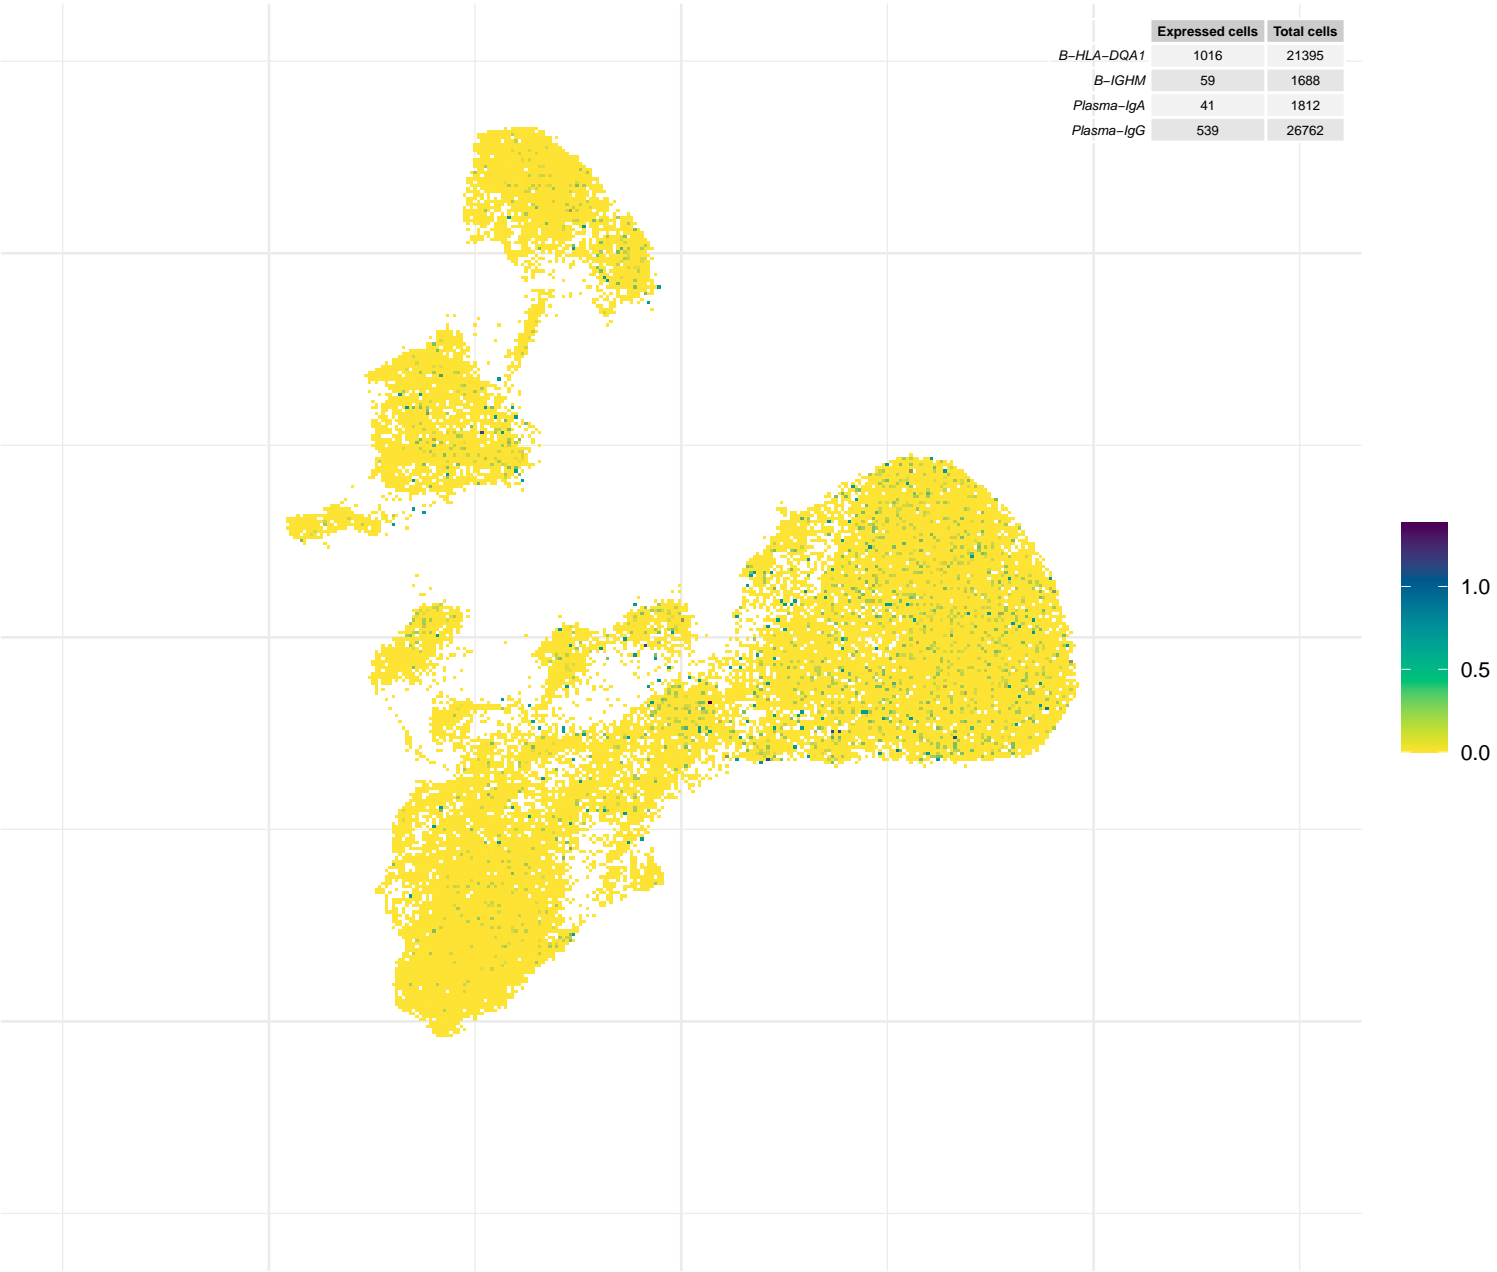 Expressed cells Total cells
B-HLA-DQA1 1016 21395
B-IGHM 59 1688
Plasma-IgA 41 1812
Plasma-IgG 539 26762
1.0
0.5
0.0